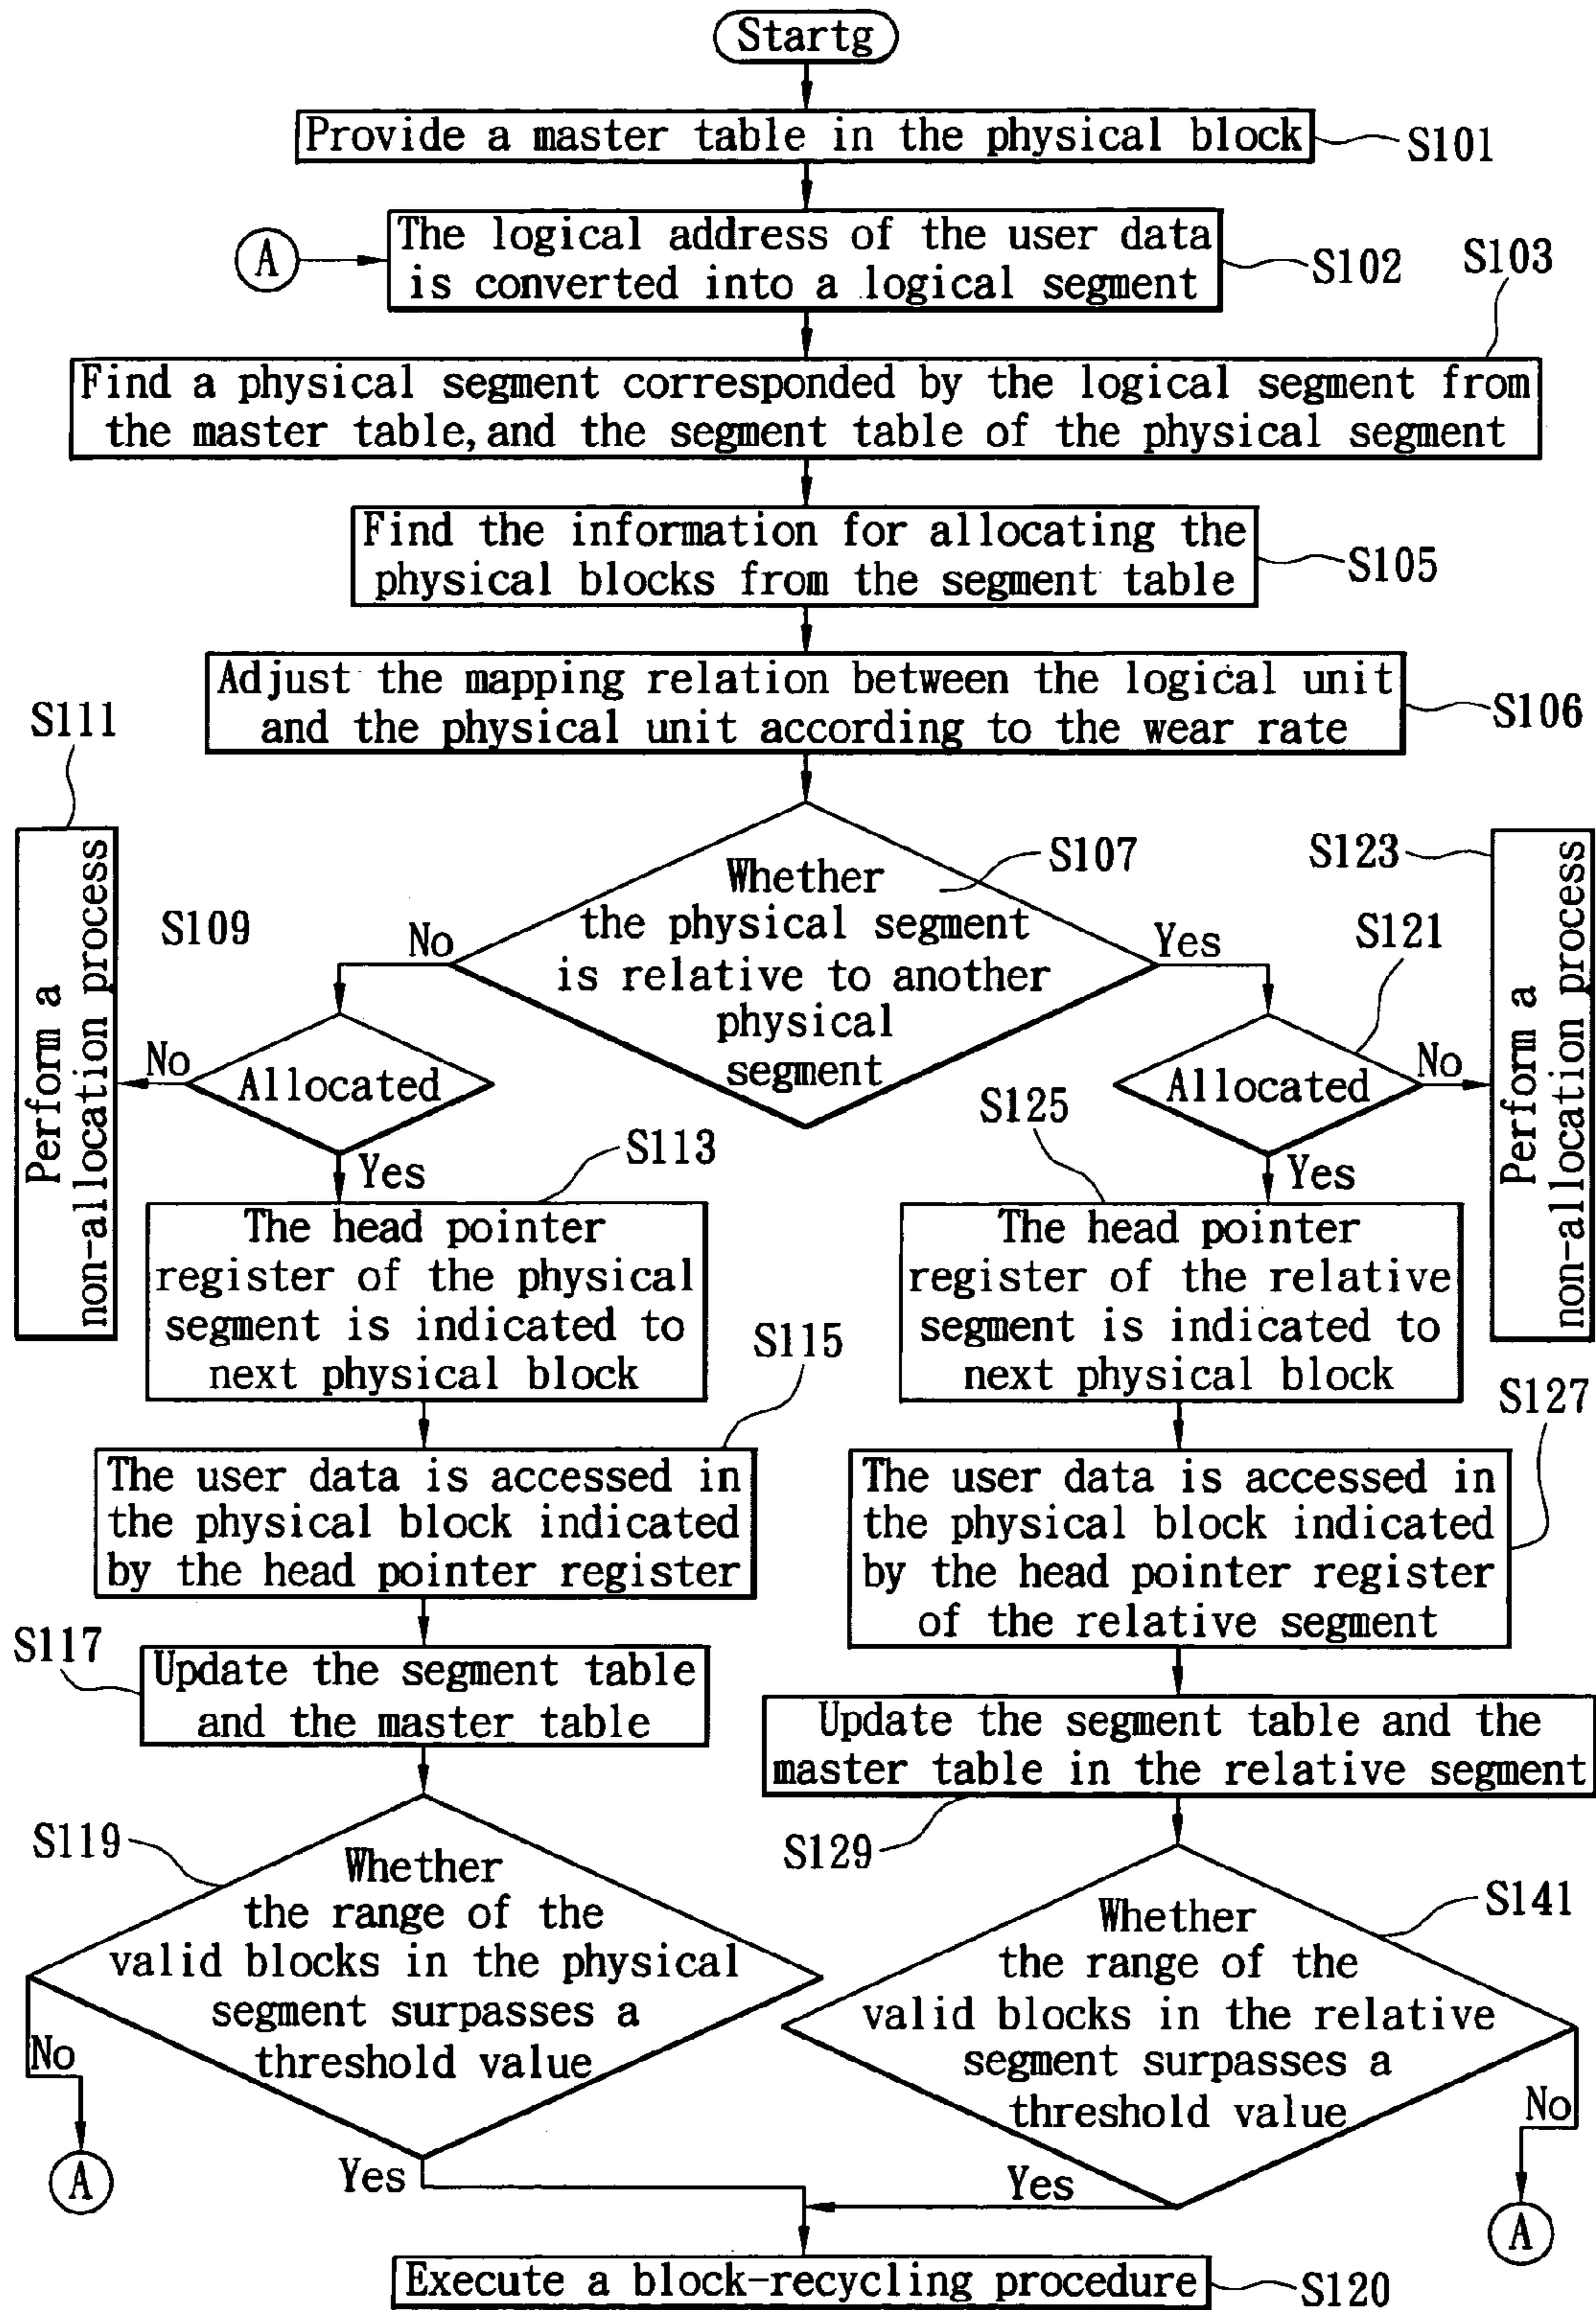 Startg
Provide a master table in the physical block
S101
A
The logical address of the user data
is converted into a logical segment
S102
S103
Find a physical segment corresponded by the logical segment from
the master table, and the segment table of the physical segment
Find the information for allocating the
physical blocks from the segment table
S105
Adjust the mapping relation between the logical unit
and the physical unit according to the wear rate
S106
S111
Perform a
non-allocation process
S109
Whether
the physical segment
is relative to another
physical
segment
S107
No
Yes
S121
S123
Perform a
non-allocation process
No
Allocated
Yes
Allocated
No
Yes
S113
The head pointer
register of the physical
segment is indicated to
next physical block
S125
The head pointer
register of the relative
segment is indicated to
next physical block
S115
The user data is accessed in
the physical block indicated
by the head pointer register
S127
The user data is accessed in
the physical block indicated
by the head pointer register
of the relative segment
S117
Update the segment table
and the master table
Update the segment table and the
master table in the relative segment
S129
S119
Whether
the range of the
valid blocks in the physical
segment surpasses a
threshold value
S141
Whether
the range of the
valid blocks in the relative
segment surpasses a
threshold value
No
A
Yes
Yes
No
A
Execute a block-recycling procedure
S120